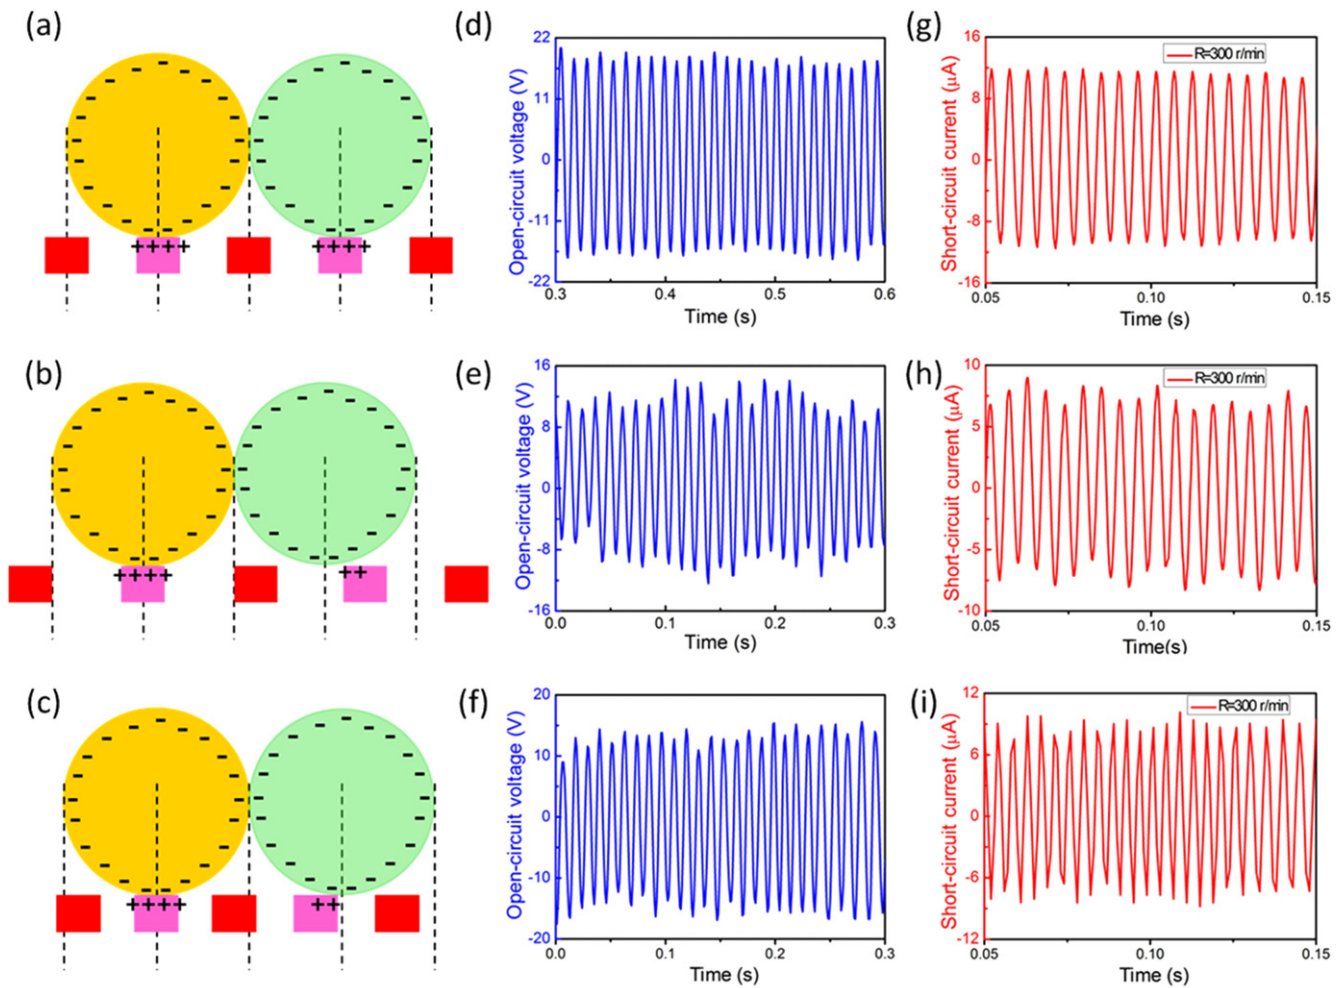 (a)
- - - - - - - - - - - - - - - - - - -
- - - - - - - - - - - - - - - - - - -
++++
++++
(d)
Open-circuit voltage (V)
22
11
0
-11
-22
0.3 0.4 0.5 0.6
Time (s)
(g)
Short-circuit current (μA)
16
8
0
-8
-16
R=300 r/min
0.05 0.10 0.15
Time (s)
(b)
++++
++
(e)
Open-circuit voltage (V)
16
8
0
-8
-16
0.0 0.1 0.2 0.3
Time (s)
(h)
Short-circuit current (μA)
10
5
0
-5
-10
R=300 r/min
0.05 0.10 0.15
Time(s)
(c)
++++
++
(f)
Open-circuit voltage (V)
20
10
0
-10
-20
0.0 0.1 0.2 0.3
Time (s)
(i)
Short-circuit current (μA)
12
6
0
-6
-12
R=300 r/min
0.05 0.10 0.15
Time (s)